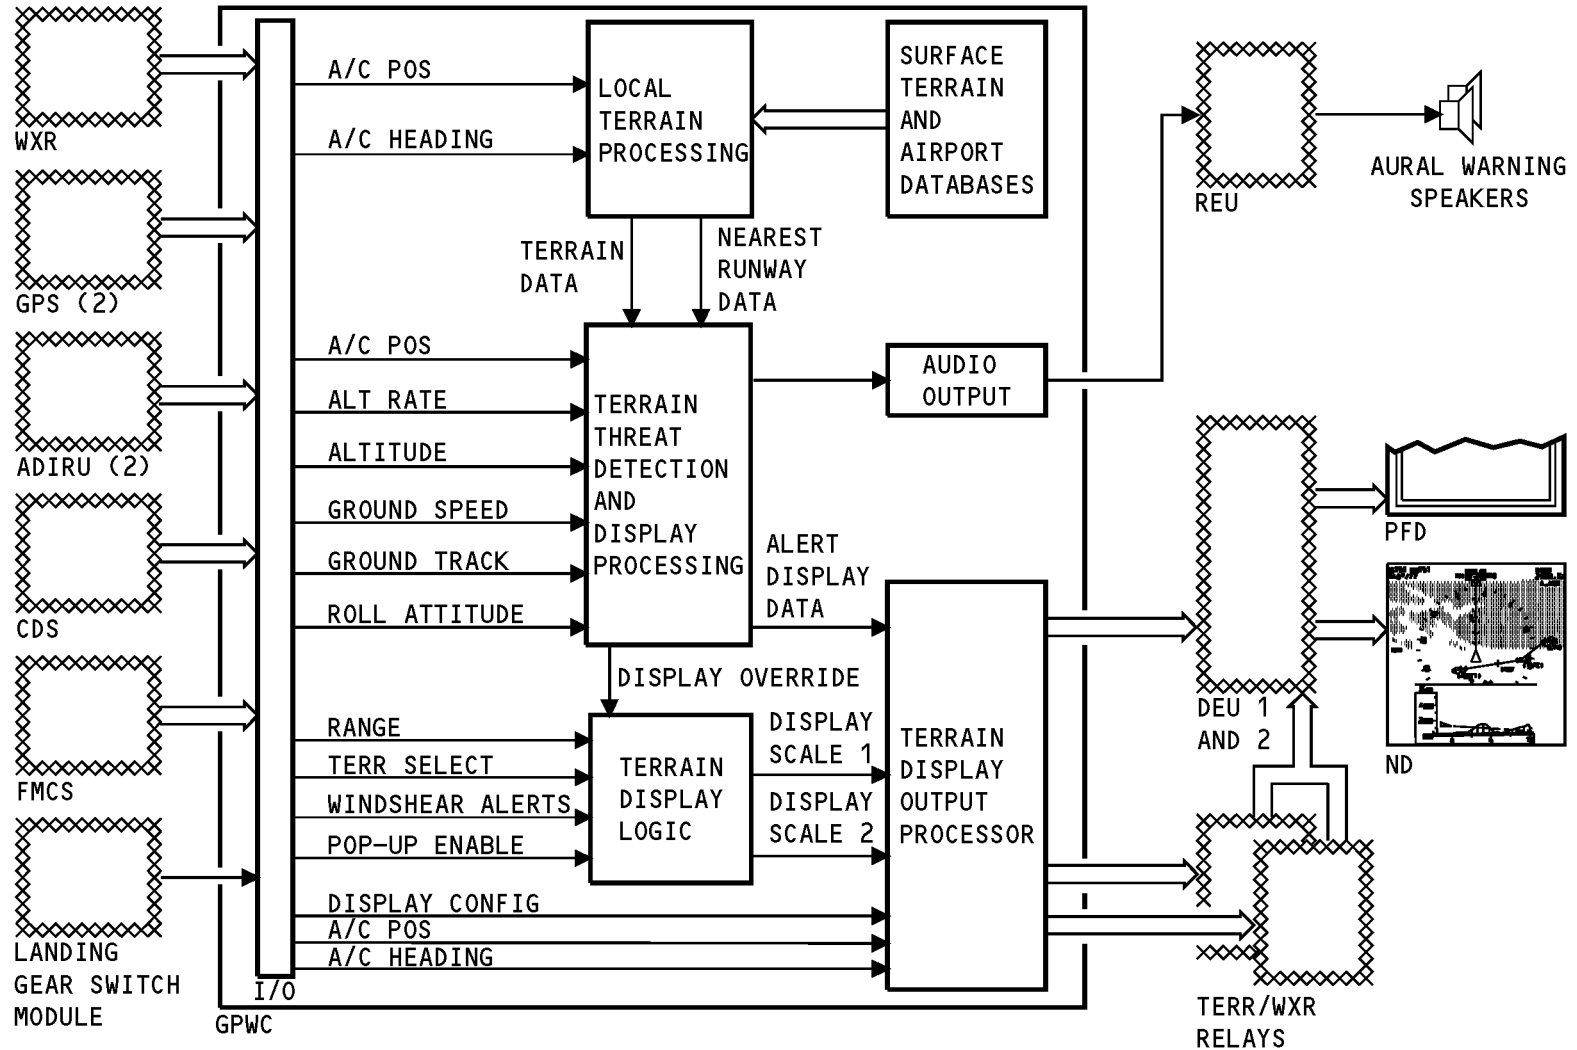 WXR
GPS (2)
ADIRU (2)
CDS
FMCS
LANDING
GEAR SWITCH
MODULE
I/O
GPWC
A/C POS
A/C HEADING
LOCAL
TERRAIN
PROCESSING
SURFACE
TERRAIN
AND
AIRPORT
DATABASES
TERRAIN
DATA
NEAREST
RUNWAY
DATA
A/C POS
ALT RATE
ALTITUDE
GROUND SPEED
GROUND TRACK
ROLL ATTITUDE
TERRAIN
THREAT
DETECTION
AND
DISPLAY
PROCESSING
AUDIO
OUTPUT
ALERT
DISPLAY
DATA
DISPLAY OVERRIDE
RANGE
TERR SELECT
WINDSHEAR ALERTS
POP-UP ENABLE
TERRAIN
DISPLAY
LOGIC
DISPLAY
SCALE 1
DISPLAY
SCALE 2
DISPLAY CONFIG
A/C POS
A/C HEADING
TERRAIN
DISPLAY
OUTPUT
PROCESSOR
REU
AURAL WARNING
SPEAKERS
DEU 1
AND 2
PFD
ND
TERR/WXR
RELAYS